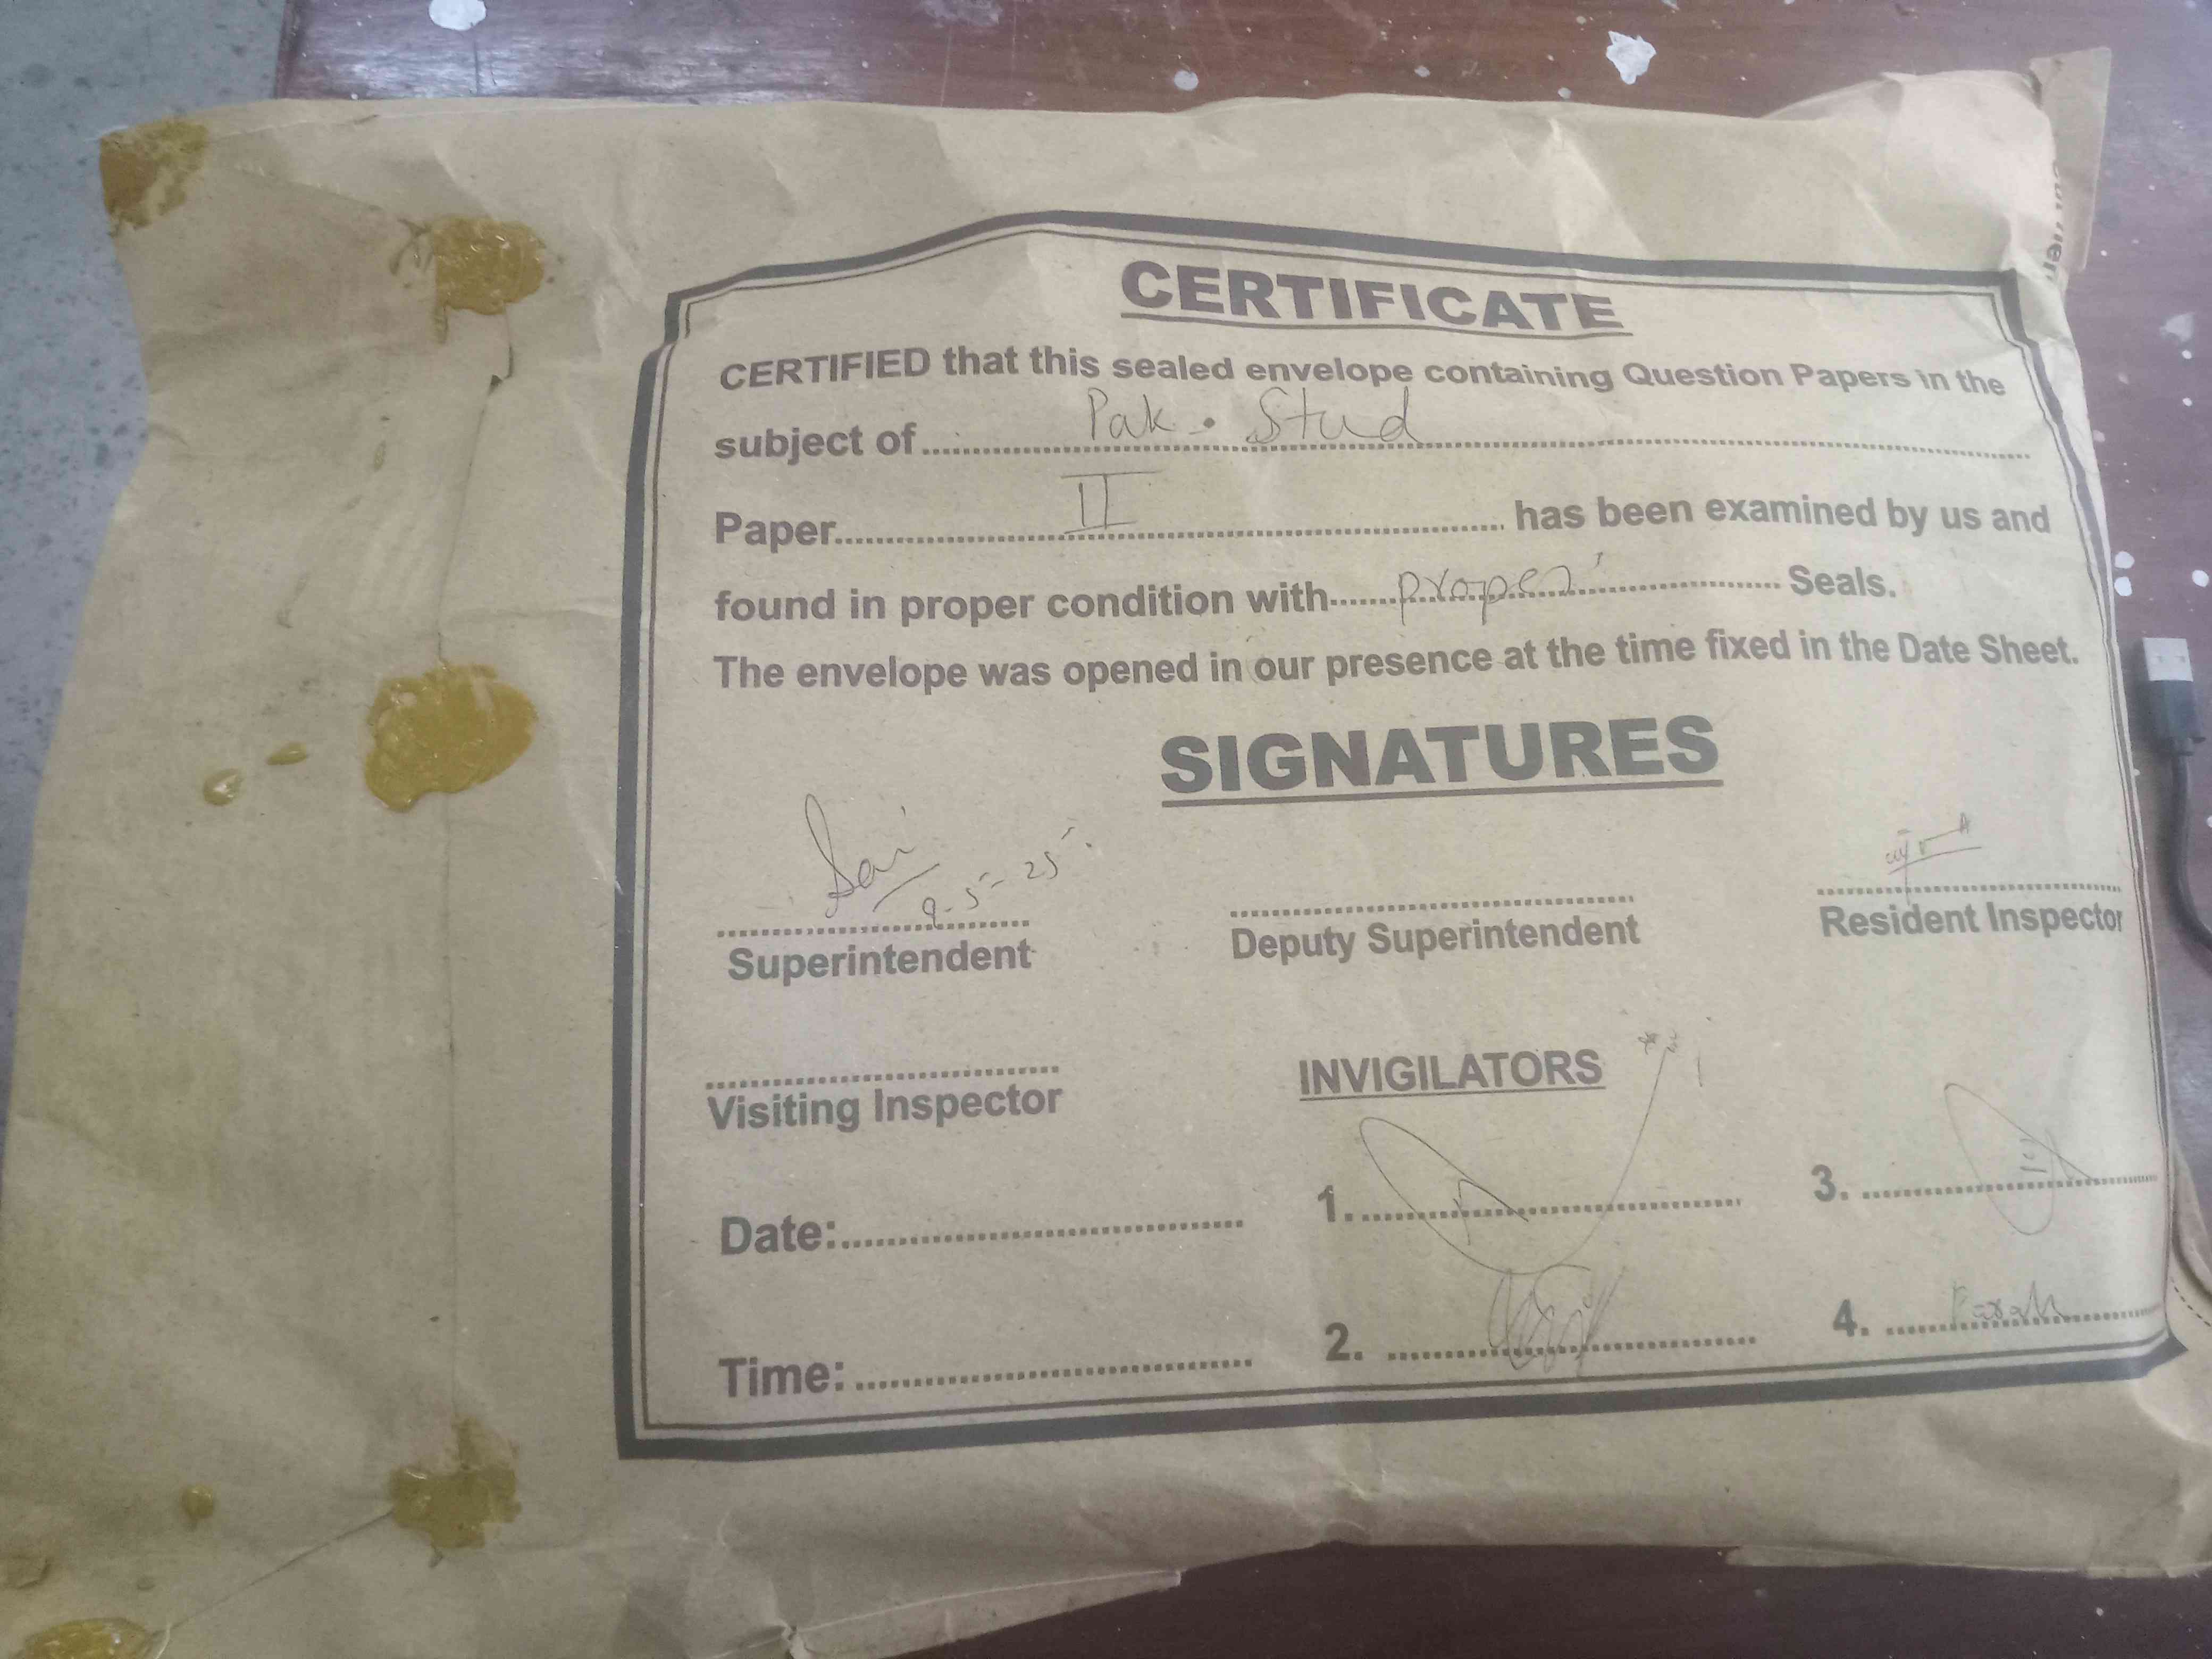 CERTIFICATE
CERTIFIED that this sealed envelope containing Question Papers in the
subject of Pak. Stud
Paper II has been examined by us and
found in proper condition with proper Seals.
The envelope was opened in our presence at the time fixed in the Date Sheet.
SIGNATURES
Superintendent
Deputy Superintendent
Resident Inspector
Visiting Inspector
INVIGILATORS
Date:
1.
3.
Time:
2.
4. Farah